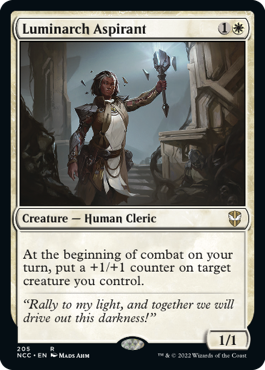 Luminarch Aspirant 1
Creature — Human Cleric
At the beginning of combat on your
turn, put a +1/+1 counter on target
creature you control.
“Rally to my light, and together we will
drive out this darkness!”
1/1
205 R
NCC • EN Mads Ahm
™ & © 2022 Wizards of the Coast